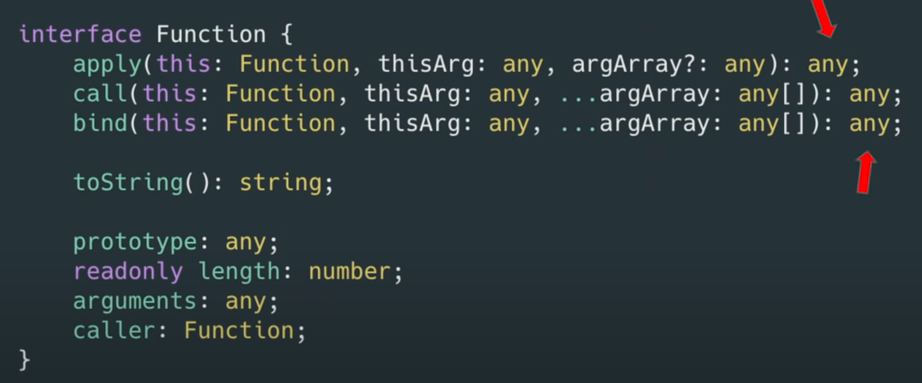 interface Function {
    apply(this: Function, thisArg: any, argArray?: any): any;
    call(this: Function, thisArg: any, ...argArray: any[]): any;
    bind(this: Function, thisArg: any, ...argArray: any[]): any;
    toString(): string;
    prototype: any;
    readonly length: number;
    arguments: any;
    caller: Function;
}